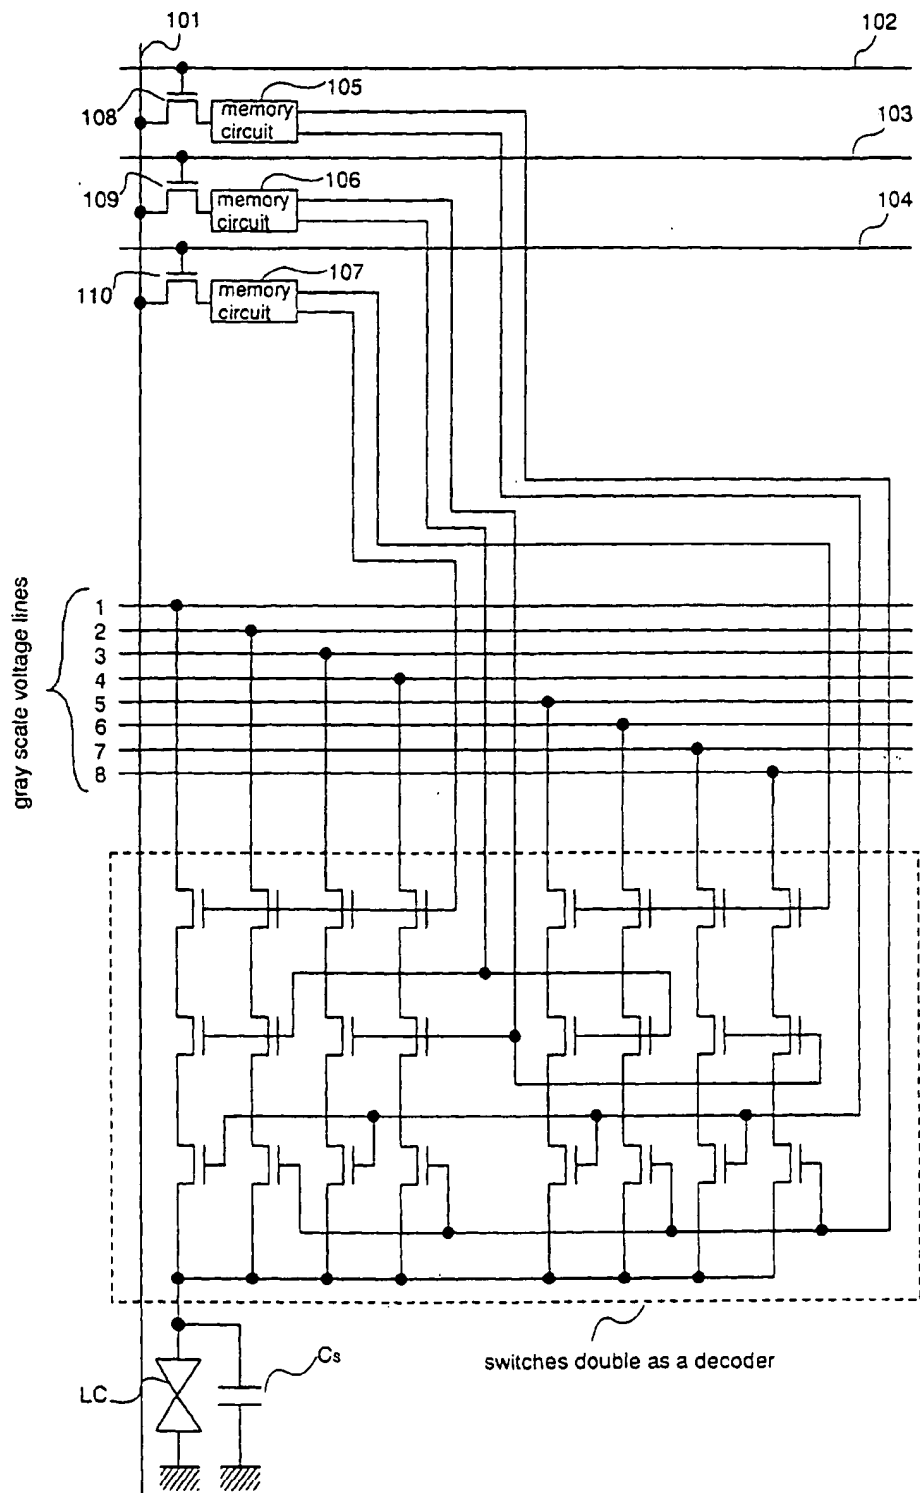 101
102
108
memory
circuit
105
103
109
memory
circuit
106
104
110
memory
circuit
107
gray scale voltage lines
1
2
3
4
5
6
7
8
switches double as a decoder
LC
Cs